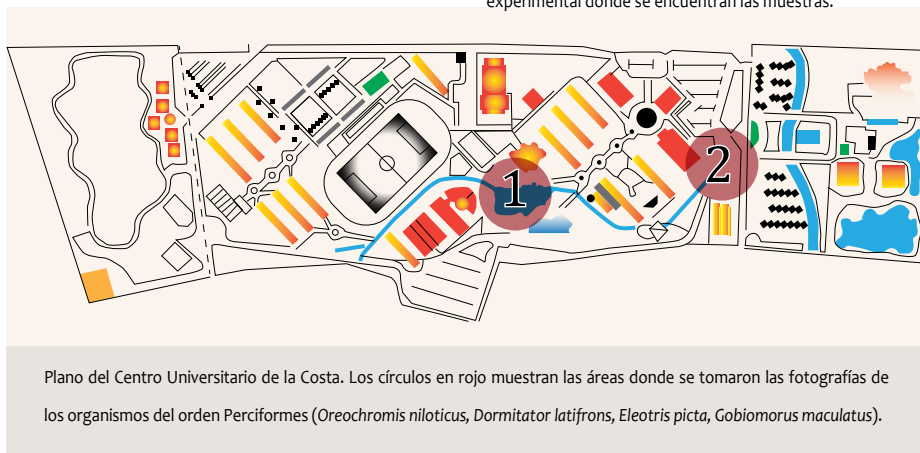 experimental donde se encuentran las muestras.
1
2
Plano del Centro Universitario de la Costa. Los círculos en rojo muestran las áreas donde se tomaron las fotografías de
los organismos del orden Perciformes (Oreochromis niloticus, Dormitator latifrons, Eleotris picta, Gobiomorus maculatus).